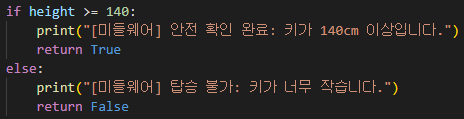 if height >= 140:
    print("[미들웨어] 안전 확인 완료: 키가 140cm 이상입니다.")
    return True
else:
    print("[미들웨어] 탑승 불가: 키가 너무 작습니다.")
    return False